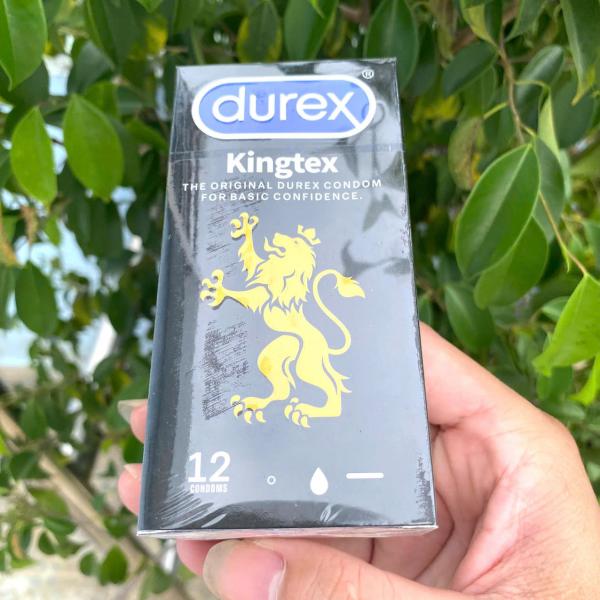 durex®
Kingtex
THE ORIGINAL DUREX CONDOM
FOR BASIC CONFIDENCE.
12
CONDOMS